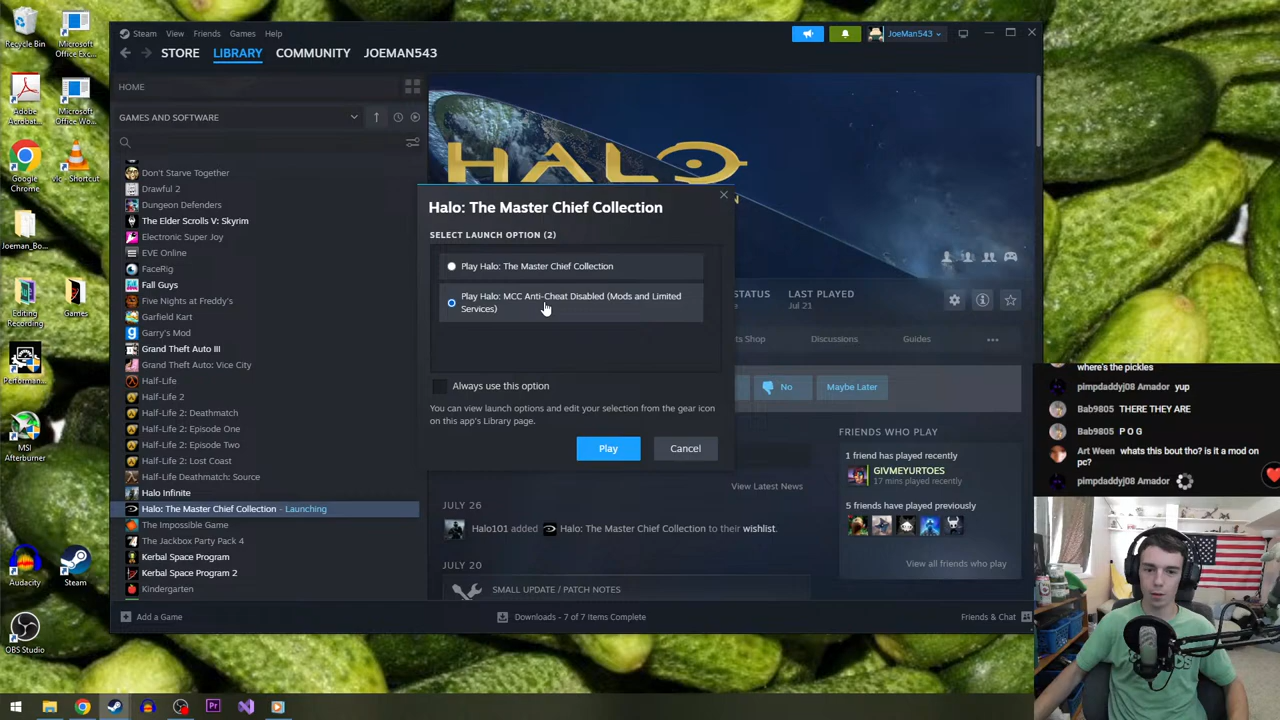 Recycle Bin
Microsoft Office Exc...
Adobe Acrobat...
Microsoft Office Wo...
Google Chrome
vlc - Shortcut
Joeman_Bo...
Editing Recording
Games
Performan...
MSI Afterburner
Audacity
Steam
OBS Studio
Steam View Friends Games Help
JoeMan543
STORE LIBRARY COMMUNITY JOEMAN543
HOME
GAMES AND SOFTWARE
Don't Starve Together
Drawful 2
Dungeon Defenders
The Elder Scrolls V: Skyrim
Electronic Super Joy
EVE Online
FaceRig
Fall Guys
Five Nights at Freddy's
Garfield Kart
Garry's Mod
Grand Theft Auto III
Grand Theft Auto: Vice City
Half-Life
Half-Life 2
Half-Life 2: Deathmatch
Half-Life 2: Episode One
Half-Life 2: Episode Two
Half-Life 2: Lost Coast
Half-Life Deathmatch: Source
Halo Infinite
Halo: The Master Chief Collection - Launching
The Impossible Game
The Jackbox Party Pack 4
Kerbal Space Program
Kerbal Space Program 2
Kindergarten
HALO
Halo: The Master Chief Collection
SELECT LAUNCH OPTION (2)
Play Halo: The Master Chief Collection
Play Halo: MCC Anti-Cheat Disabled (Mods and Limited
Services)
Always use this option
You can view launch options and edit your selection from the gear icon
on this app's Library page.
Play Cancel
STATUS LAST PLAYED
Jul 21
ts Shop Discussions Guides
No Maybe Later
View Latest News
JULY 26
Halo101 added Halo: The Master Chief Collection to their wishlist.
JULY 20
SMALL UPDATE / PATCH NOTES
FRIENDS WHO PLAY
1 friend has played recently
GIVMEYURTOES
17 mins played recently
5 friends have played previously
View all friends who play
Add a Game
Downloads - 7 of 7 Items Complete
Friends & Chat
where's the pickles
pimpdaddyj08 Amador yup
Bab9805 THERE THEY ARE
Bab9805 P O G
Art Ween whats this bout tho? is it a mod on
pc?
pimpdaddyj08 Amador
Pr